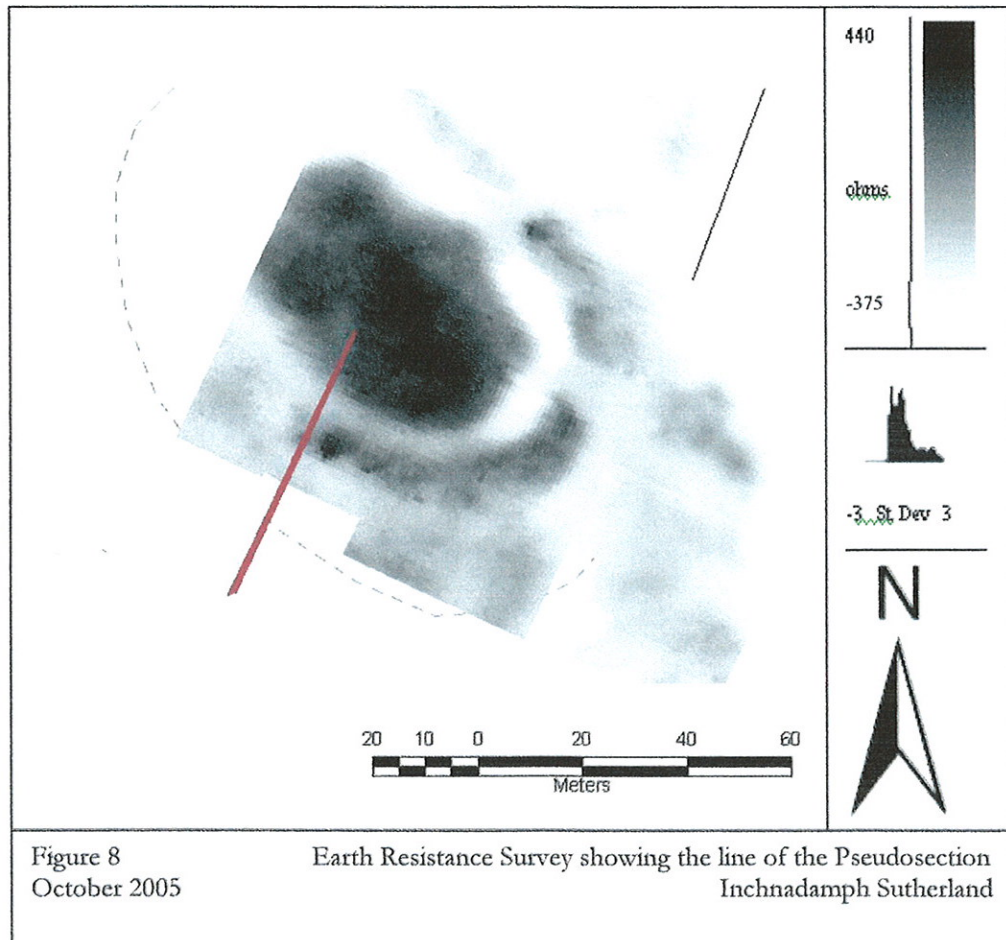 440
ohms
-375
-3 St Dev 3
N
20 10 0 20 40 60
Meters
Figure 8 Earth Resistance Survey showing the line of the Pseudosection
October 2005 Inchnadamph Sutherland